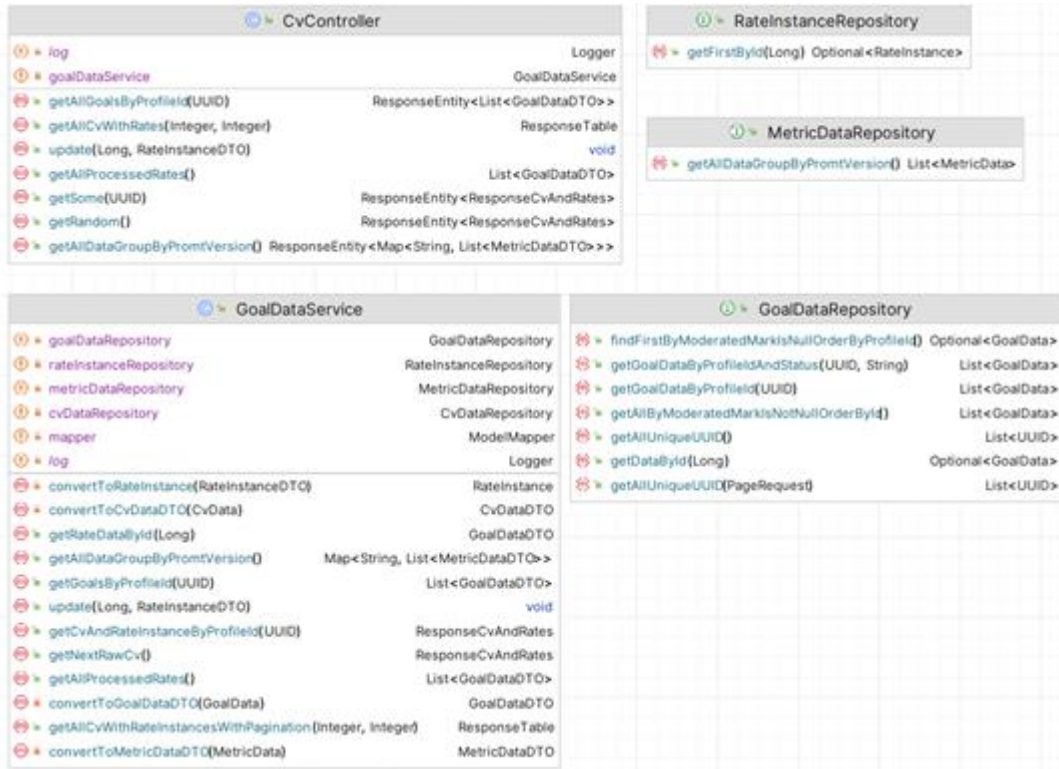 CvController
log Logger
goalDataService GoalDataService
getAllGoalsByProfileId(UUID) ResponseEntity<List<GoalDataDTO>>
getAllCvWithRates(Integer, Integer) ResponseTable
update(Long, RateInstanceDTO) void
getAllProcessedRates() List<GoalDataDTO>
getSome(UUID) ResponseEntity<ResponseCvAndRates>
getRandom() ResponseEntity<ResponseCvAndRates>
getAllDataGroupByPromtVersion() ResponseEntity<Map<String, List<MetricDataDTO>>>
RateInstanceRepository
getFirstById(Long) Optional<RateInstance>
MetricDataRepository
getAllDataGroupByPromtVersion() List<MetricData>
GoalDataService
goalDataRepository GoalDataRepository
rateInstanceRepository RateInstanceRepository
metricDataRepository MetricDataRepository
cvDataRepository CvDataRepository
mapper ModelMapper
log Logger
convertToRateInstance(RateInstanceDTO) RateInstance
convertToCvDataDTO(CvData) CvDataDTO
getRateDataById(Long) GoalDataDTO
getAllDataGroupByPromtVersion() Map<String, List<MetricDataDTO>>
getGoalsByProfileId(UUID) List<GoalDataDTO>
update(Long, RateInstanceDTO) void
getCvAndRateInstanceByProfileId(UUID) ResponseCvAndRates
getNextRawCv() ResponseCvAndRates
getAllProcessedRates() List<GoalDataDTO>
convertToGoalDataDTO(GoalData) GoalDataDTO
getAllCvWithRateInstancesWithPagination(Integer, Integer) ResponseTable
convertToMetricDataDTO(MetricData) MetricDataDTO
GoalDataRepository
findFirstByModeratedMarkIsNullOrderByProfileId() Optional<GoalData>
getGoalDataByProfileIdAndStatus(UUID, String) List<GoalData>
getGoalDataByProfileId(UUID) List<GoalData>
getAllByModeratedMarkIsNotNullOrderById() List<GoalData>
getAllUniqueUUID() List<UUID>
getDataById(Long) Optional<GoalData>
getAllUniqueUUID(PageRequest) List<UUID>